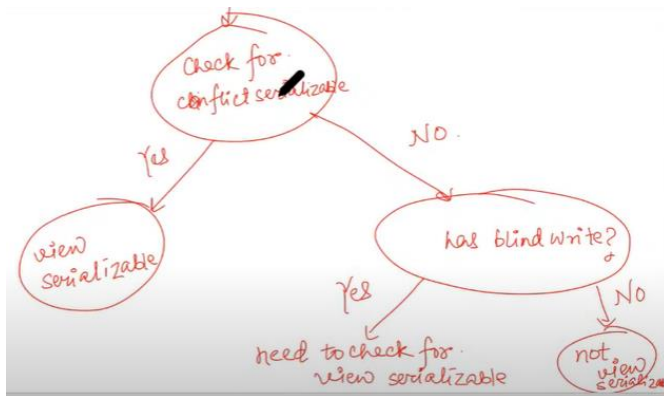 Check for
conflict serializable
Yes
NO.
view
serializable
has blind write?
Yes
NO
need to check for
view serializable
not
view
serializable